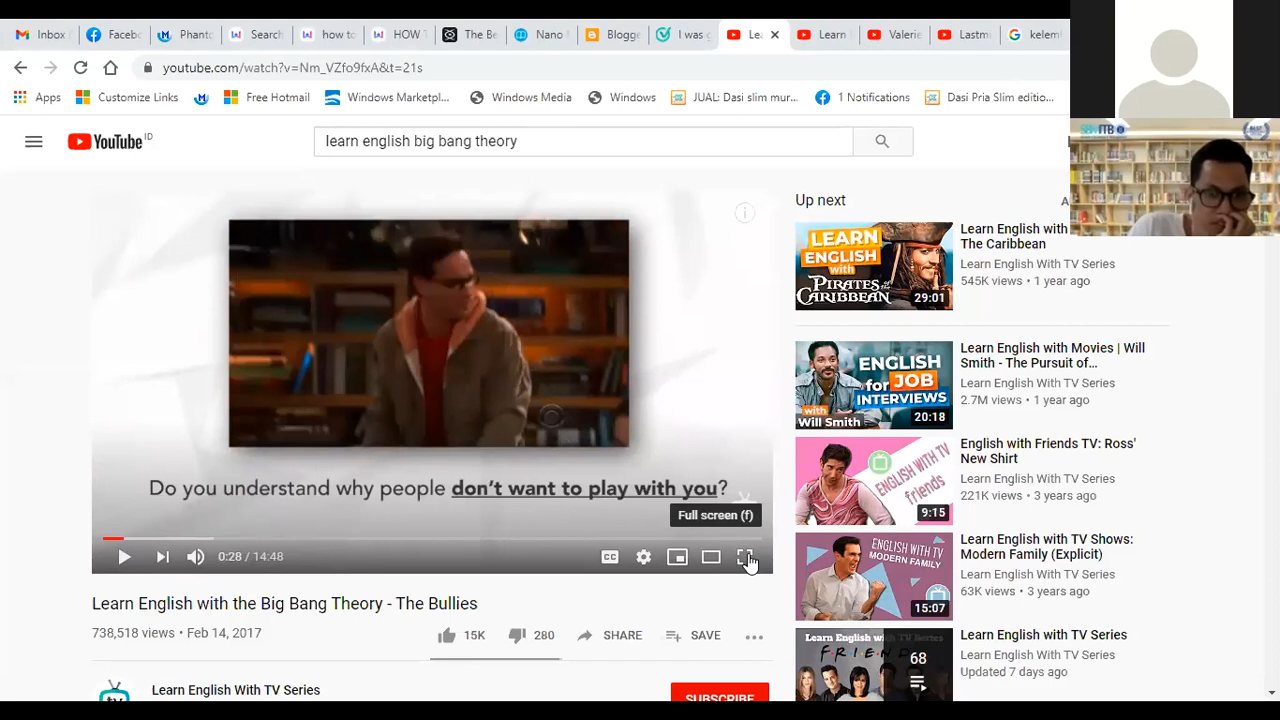 Inbox
Facebo
Phanto
Search
how to
HOW T
The Be
Nano
Blogge
I was g
Le
Learn
Valerie
Lastm
kelem
youtube.com/watch?v=Nm_VZfo9fxA&t=21s
Apps
Customize Links
Free Hotmail
Windows Marketpl...
Windows Media
Windows
JUAL: Dasi slim mur...
1 Notifications
Dasi Pria Slim editio...
YouTube ID
learn english big bang theory
Do you understand why people don't want to play with you?
Full screen (f)
0:28 / 14:48
CC
Learn English with the Big Bang Theory - The Bullies
738,518 views • Feb 14, 2017
15K
280
SHARE
SAVE
Learn English With TV Series
SUBSCRIBE
Up next
A
LEARN
ENGLISH
with
PIRATES of the
CARIBBEAN
29:01
Learn English with
The Caribbean
Learn English With TV Series
545K views • 1 year ago
ENGLISH
for JOB
INTERVIEWS
with
Will Smith
20:18
Learn English with Movies | Will
Smith - The Pursuit of...
Learn English With TV Series
2.7M views • 1 year ago
ENGLISH WITH TV
friends
9:15
English with Friends TV: Ross'
New Shirt
Learn English With TV Series
221K views • 3 years ago
ENGLISH WITH TV
MODERN FAMILY
15:07
Learn English with TV Shows:
Modern Family (Explicit)
Learn English With TV Series
63K views • 3 years ago
Learn English with TV Series
FRIEND
68
Learn English with TV Series
Updated 7 days ago
SBM ITB